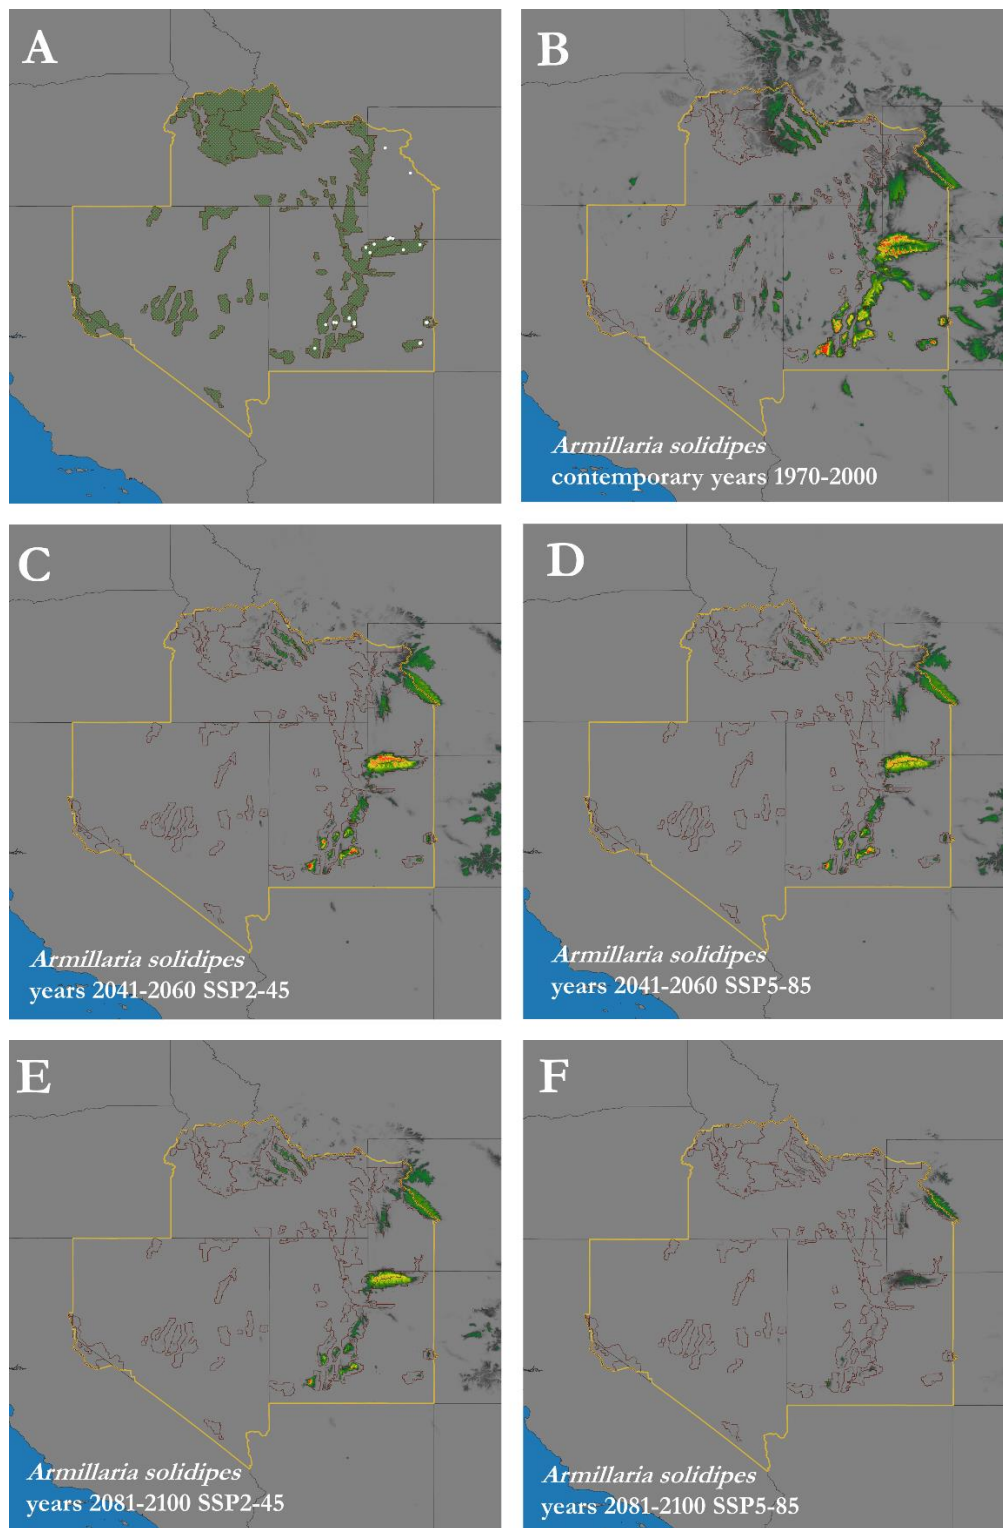 A
B
Armillaria solidipes
contemporary years 1970-2000
C
D
Armillaria solidipes
years 2041-2060 SSP2-45
Armillaria solidipes
years 2041-2060 SSP5-85
E
F
Armillaria solidipes
years 2081-2100 SSP2-45
Armillaria solidipes
years 2081-2100 SSP5-85